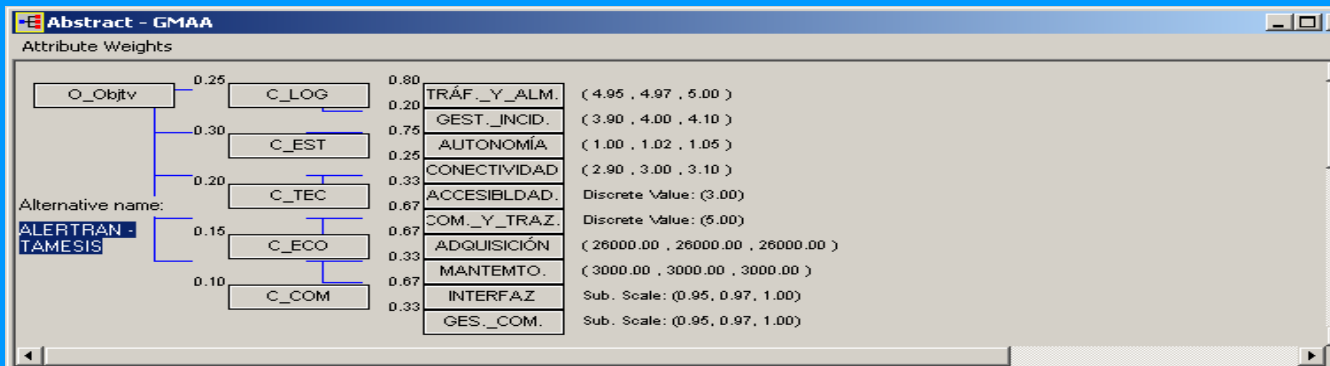 Abstract - GMAA
Attribute Weights
O_Objtv
Alternative name:
ALERTRAN -
TAMESIS
0.25
C_LOG
0.30
C_EST
0.20
C_TEC
0.15
C_ECO
0.10
C_COM
0.80
TRÁF._Y_ALM. ( 4.95 , 4.97 , 5.00 )
0.20
GEST._INCID. ( 3.90 , 4.00 , 4.10 )
0.75
AUTONOMÍA ( 1.00 , 1.02 , 1.05 )
0.25
CONECTIVIDAD ( 2.90 , 3.00 , 3.10 )
0.33
ACCESIBLDAD. Discrete Value: (3.00)
0.67
COM._Y_TRAZ. Discrete Value: (5.00)
0.67
ADQUISICIÓN ( 26000.00 , 26000.00 , 26000.00 )
0.33
MANTEMTO. ( 3000.00 , 3000.00 , 3000.00 )
0.67
INTERFAZ Sub. Scale: (0.95, 0.97, 1.00)
0.33
GES._COM. Sub. Scale: (0.95, 0.97, 1.00)